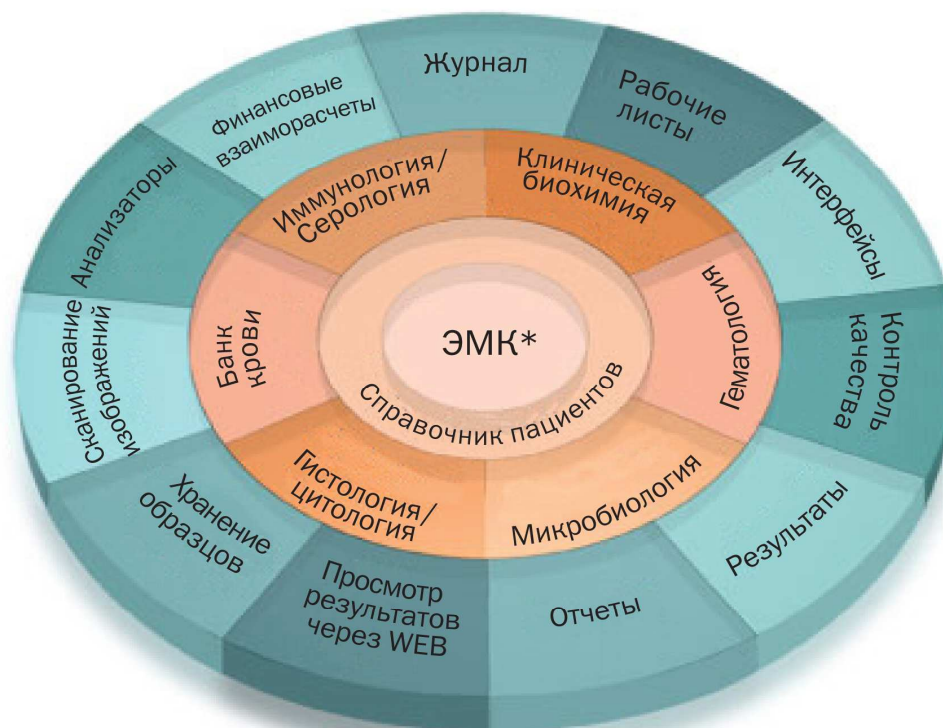 Журнал
Рабочие
листы
Интерфейсы
Контроль
качества
Результаты
Отчеты
Просмотр
результатов
через WEB
Хранение
образцов
Сканирование
изображений
Анализаторы
Финансовые
взаиморасчеты
Иммунология/
Серология
Клиническая
биохимия
Гематология
Микробиология
Гистология/
цитология
Банк
крови
ЭМК*
Справочник пациентов